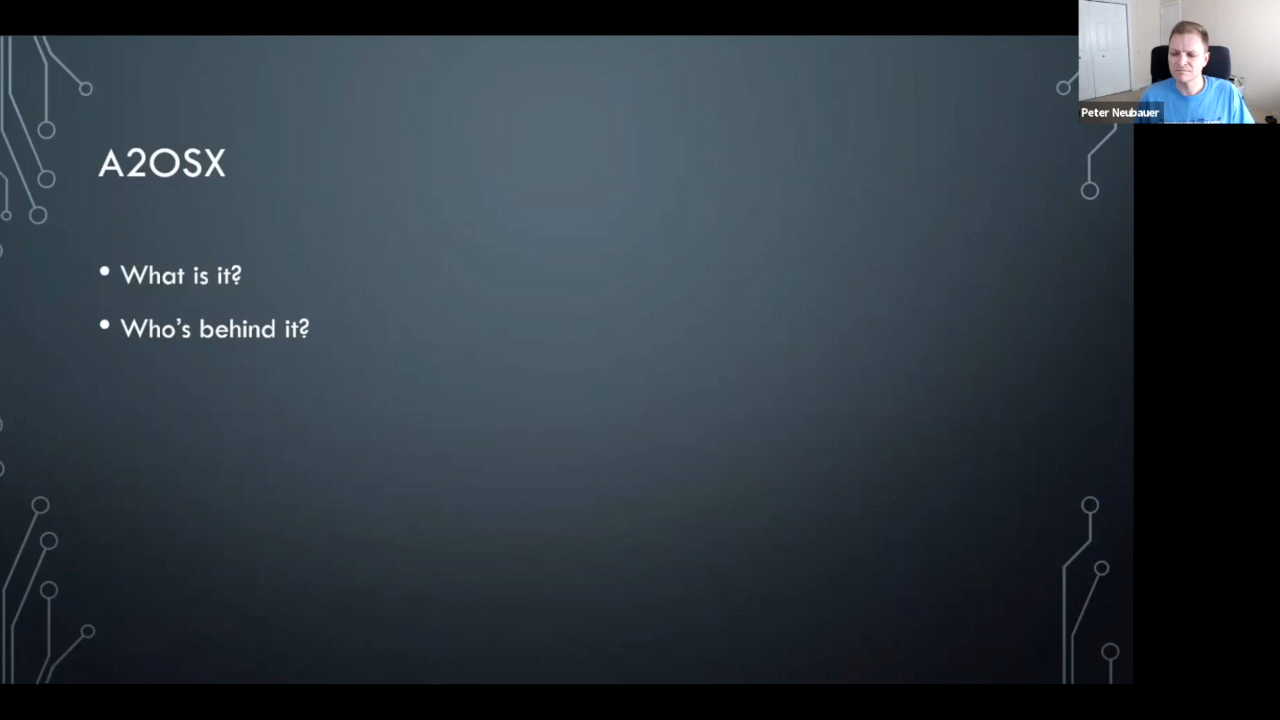 Peter Neubauer
A2OSX
• What is it?
• Who's behind it?